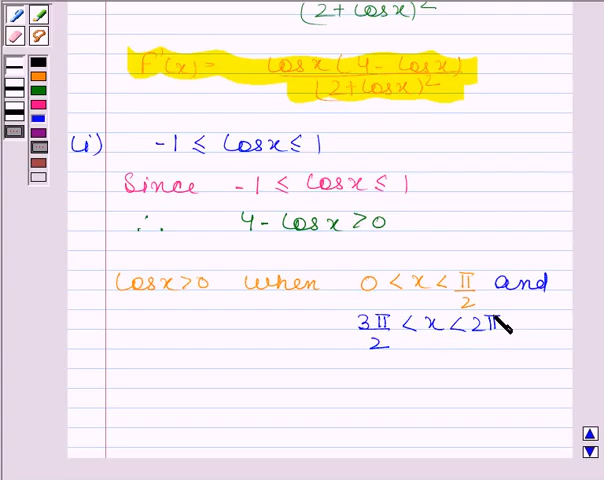 (2+cosx)²
f'(x) = cosx(4-cosx)
(2+cosx)²
(i) -1 ≤ cosx ≤ 1
Since -1 ≤ cosx ≤ 1
∴ 4-cosx>0
cosx>0 when 0<x<π/2 and
3π/2 <x<2π